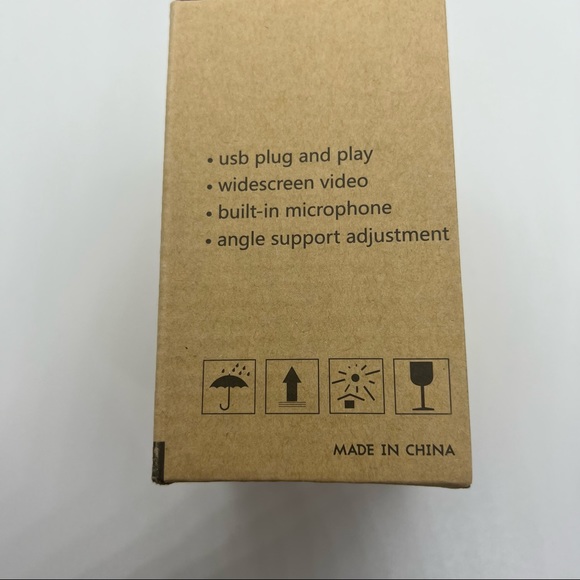 • usb plug and play
• widescreen video
• built-in microphone
• angle support adjustment
MADE IN CHINA